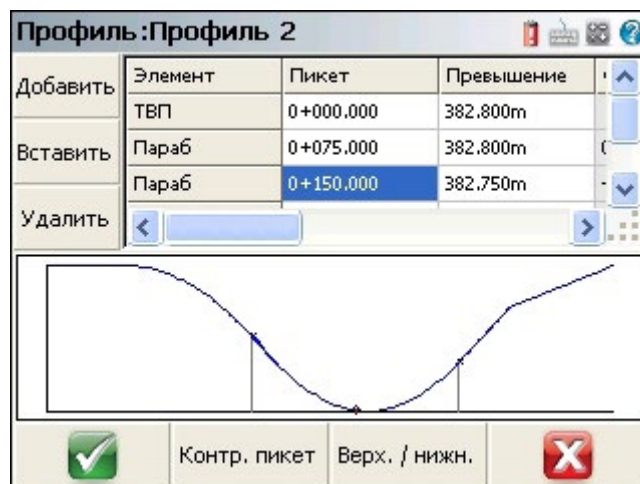 Профиль:Профиль 2
Добавить
Вставить
Удалить
Элемент Пикет Превышение
ТВП 0+000.000 382.800m
Параб 0+075.000 382.800m
Параб 0+150.000 382.750m
Контр. пикет Верх. / нижн.